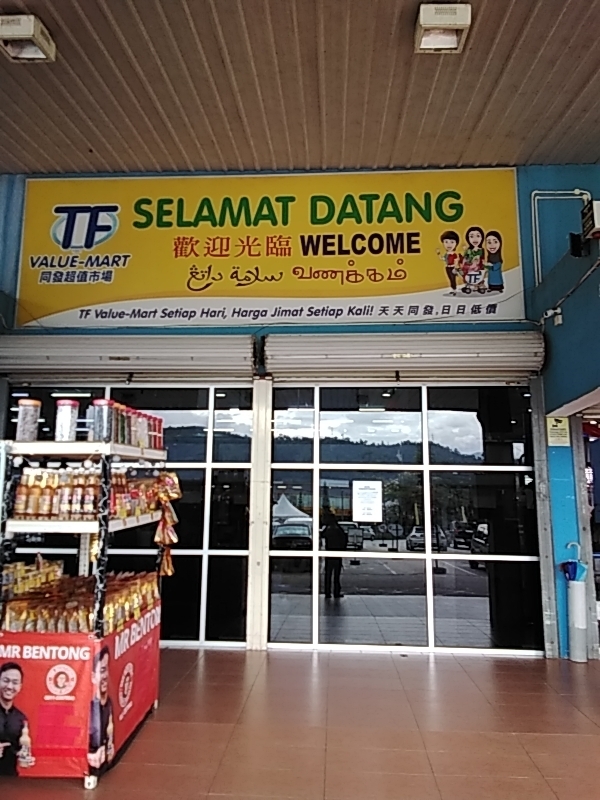 TF
VALUE-MART
同發超值市場
SELAMAT DATANG
歡迎光臨 WELCOME
سلامت داتڠ வணக்கம்
TF
TF Value-Mart Setiap Hari, Harga Jimat Setiap Kali! 天天同發,日日低價
MR BENTONG
MR BENTONG